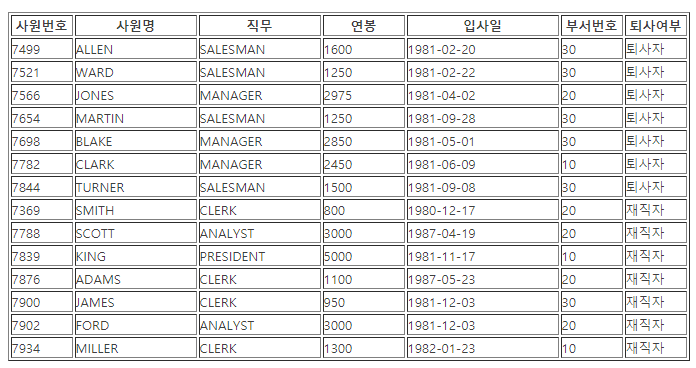 사원번호 사원명 직무 연봉 입사일 부서번호 퇴사여부
7499 ALLEN SALESMAN 1600 1981-02-20 30 퇴사자
7521 WARD SALESMAN 1250 1981-02-22 30 퇴사자
7566 JONES MANAGER 2975 1981-04-02 20 퇴사자
7654 MARTIN SALESMAN 1250 1981-09-28 30 퇴사자
7698 BLAKE MANAGER 2850 1981-05-01 30 퇴사자
7782 CLARK MANAGER 2450 1981-06-09 10 퇴사자
7844 TURNER SALESMAN 1500 1981-09-08 30 퇴사자
7369 SMITH CLERK 800 1980-12-17 20 재직자
7788 SCOTT ANALYST 3000 1987-04-19 20 재직자
7839 KING PRESIDENT 5000 1981-11-17 10 재직자
7876 ADAMS CLERK 1100 1987-05-23 20 재직자
7900 JAMES CLERK 950 1981-12-03 30 재직자
7902 FORD ANALYST 3000 1981-12-03 20 재직자
7934 MILLER CLERK 1300 1982-01-23 10 재직자